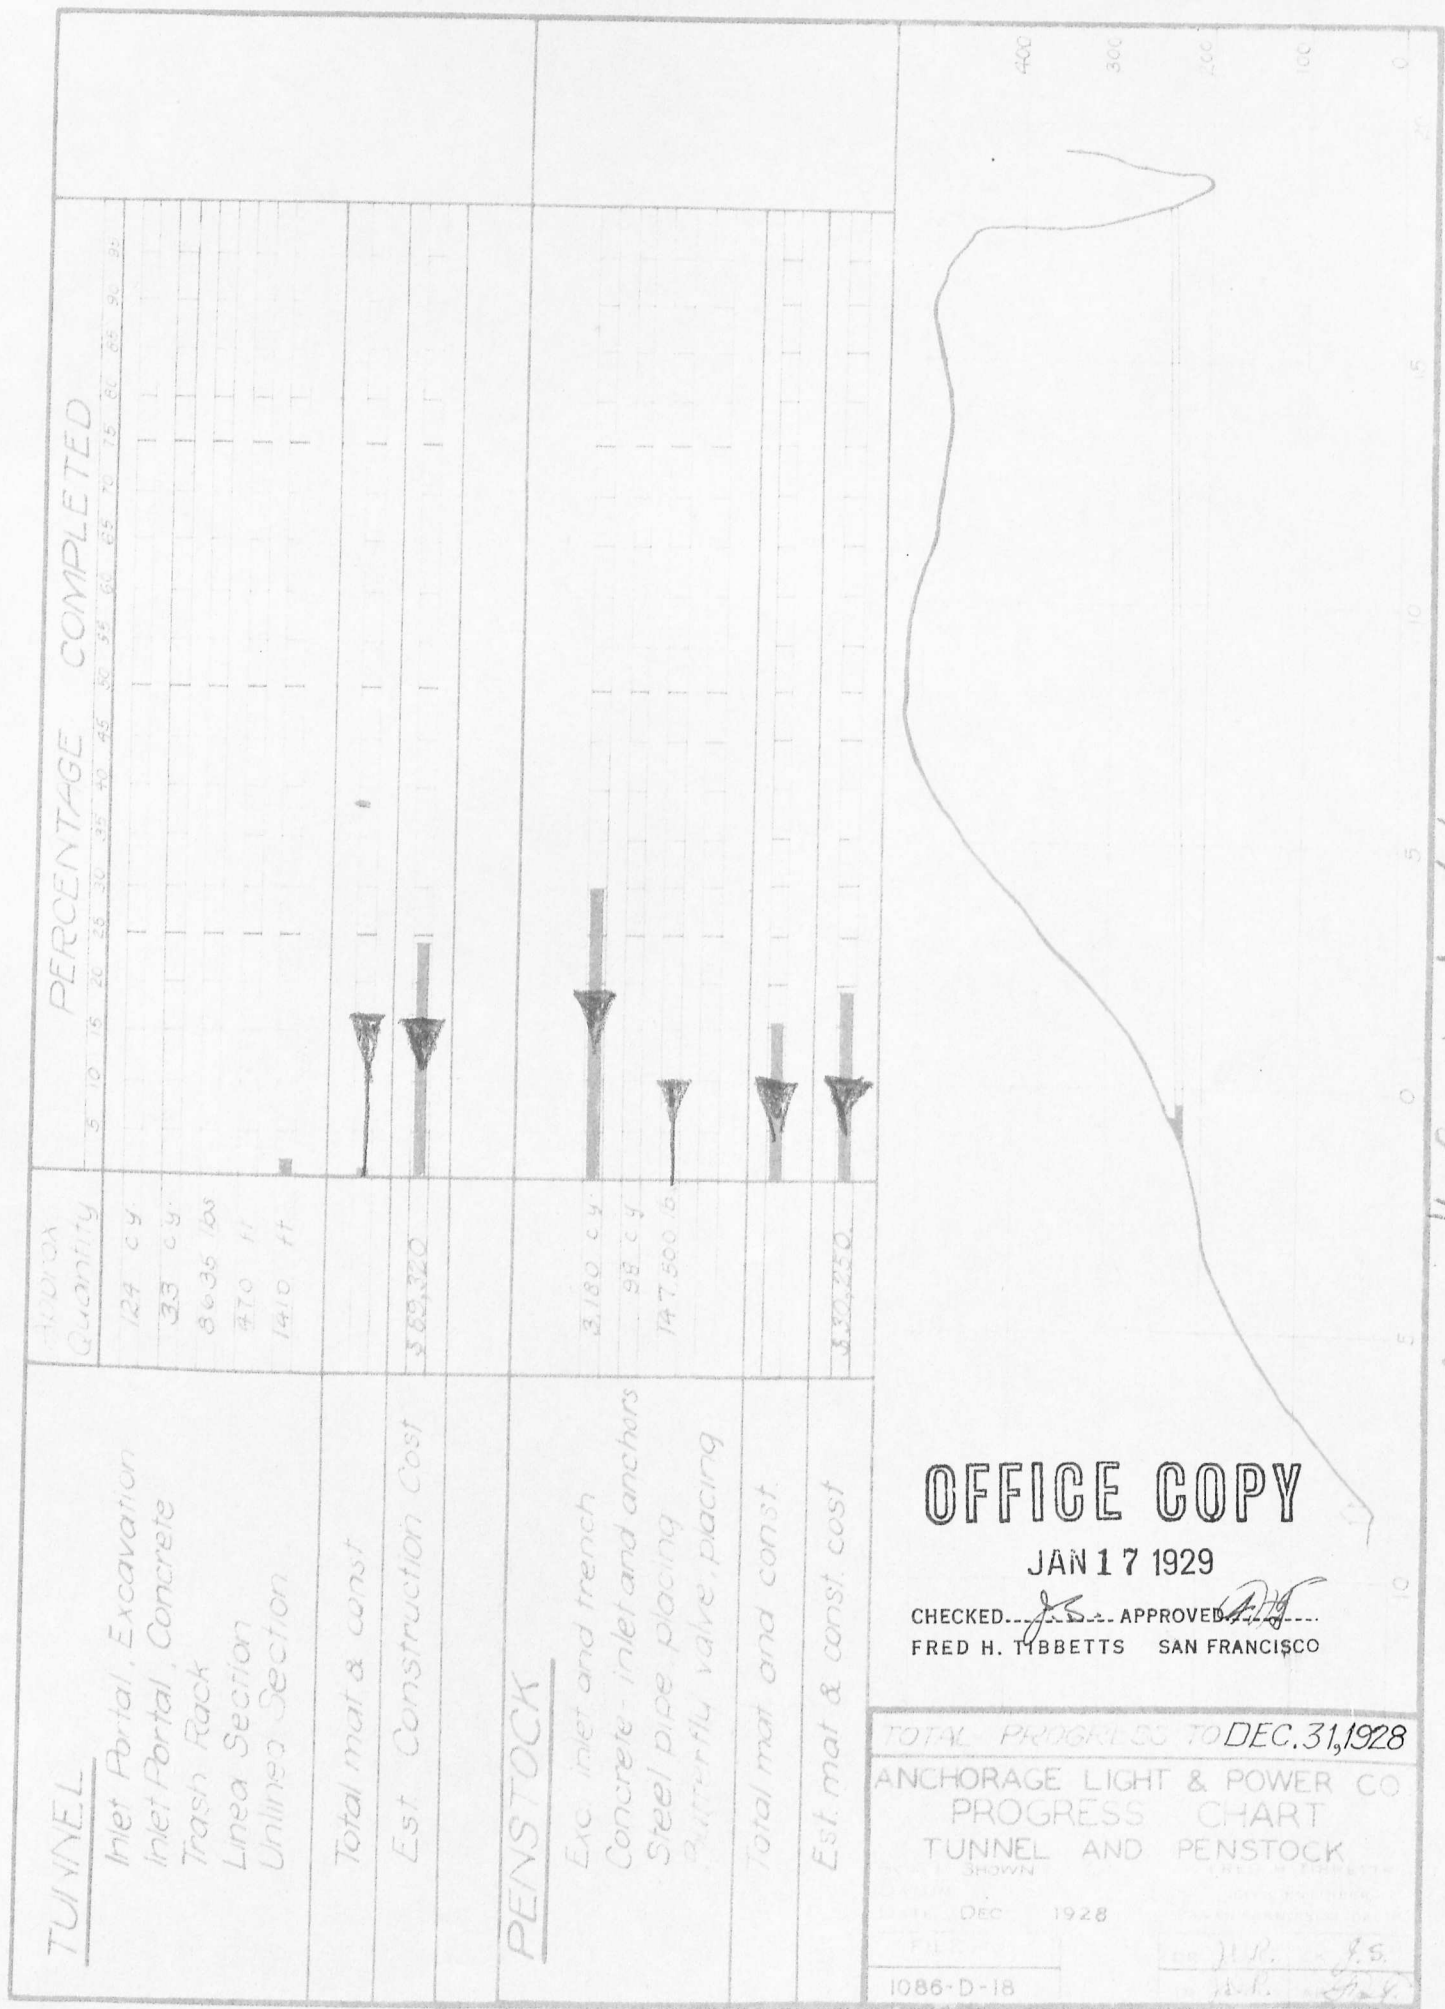 TUNNEL
PERCENTAGE COMPLETED
Quantity 5 10 15 20 25 30 35 40 45 50 55 60 65 70 75 80 85 90 95
Inlet Portal, Excavation 124 c y
Inlet Portal, Concrete 33 c y
Trash Rack 8635 lbs
Lined Section 470 ft
Unlined Section 1410 ft
Total mat & const
Est. Construction Cost $69,320
PENSTOCK
Exc. inlet and trench 3,180 c y
Concrete - inlet and anchors 98 c y
Steel pipe placing 147,500 lb
Butterfly valve, placing
Total mat and const.
Est. mat & const. cost $30,250
400
300
200
100
0
15
10
5
0
5
10
OFFICE COPY
JAN 17 1929
CHECKED J.S. APPROVED
FRED H. TIBBETTS SAN FRANCISCO
TOTAL PROGRESS TO DEC. 31, 1928
ANCHORAGE LIGHT & POWER CO
PROGRESS CHART
TUNNEL AND PENSTOCK
SHOWN
DEC 1928
J.S.
1086-D-18